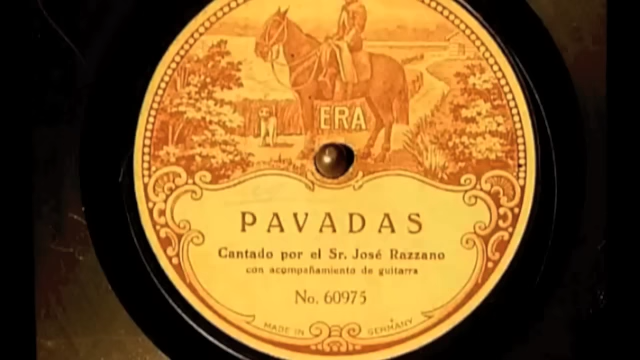 ERA
PAVADAS
Cantado por el Sr. José Razzano
con acompañamiento de guitarra
No. 60975
MADE IN GERMANY